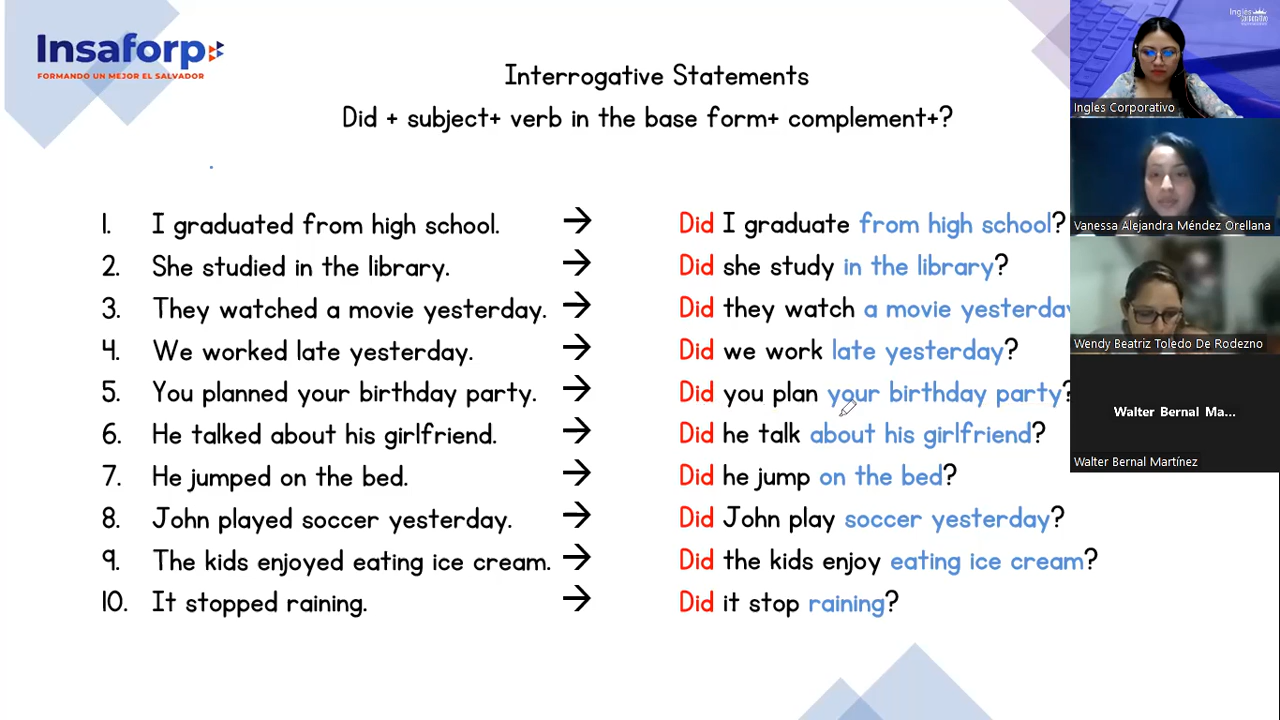 Insaforp
FORMANDO UN MEJOR EL SALVADOR
Interrogative Statements
Did + subject+ verb in the base form+ complement+?
1. I graduated from high school. → Did I graduate from high school?
2. She studied in the library. → Did she study in the library?
3. They watched a movie yesterday. → Did they watch a movie yesterday
4. We worked late yesterday. → Did we work late yesterday?
5. You planned your birthday party. → Did you plan your birthday party?
6. He talked about his girlfriend. → Did he talk about his girlfriend?
7. He jumped on the bed. → Did he jump on the bed?
8. John played soccer yesterday. → Did John play soccer yesterday?
9. The kids enjoyed eating ice cream. → Did the kids enjoy eating ice cream?
10. It stopped raining. → Did it stop raining?
Ingles Corporativo
Vanessa Alejandra Méndez Orellana
Wendy Beatriz Toledo De Rodezno
Walter Bernal Ma...
Walter Bernal Martínez